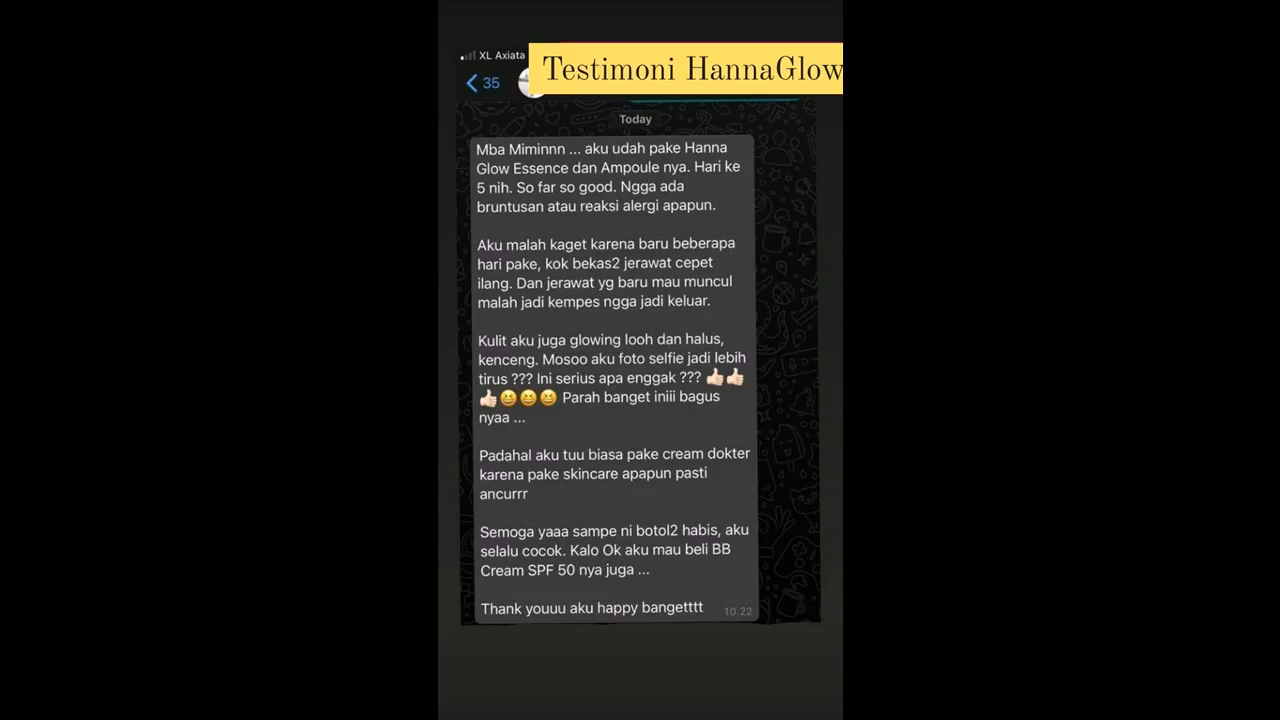 XL Axiata
Testimoni HannaGlow
35
Today
Mba Miminnn ... aku udah pake Hanna
Glow Essence dan Ampoule nya. Hari ke
5 nih. So far so good. Ngga ada
bruntusan atau reaksi alergi apapun.
Aku malah kaget karena baru beberapa
hari pake, kok bekas2 jerawat cepet
ilang. Dan jerawat yg baru mau muncul
malah jadi kempes ngga jadi keluar.
Kulit aku juga glowing looh dan halus,
kenceng. Mosoo aku foto selfie jadi lebih
tirus ??? Ini serius apa enggak ??? 👍🏻👍🏻
👍🏻😆😆😆 Parah banget iniii bagus
nyaa ...
Padahal aku tuu biasa pake cream dokter
karena pake skincare apapun pasti
ancurrr
Semoga yaaa sampe ni botol2 habis, aku
selalu cocok. Kalo Ok aku mau beli BB
Cream SPF 50 nya juga ...
Thank youuu aku happy bangetttt
10.22